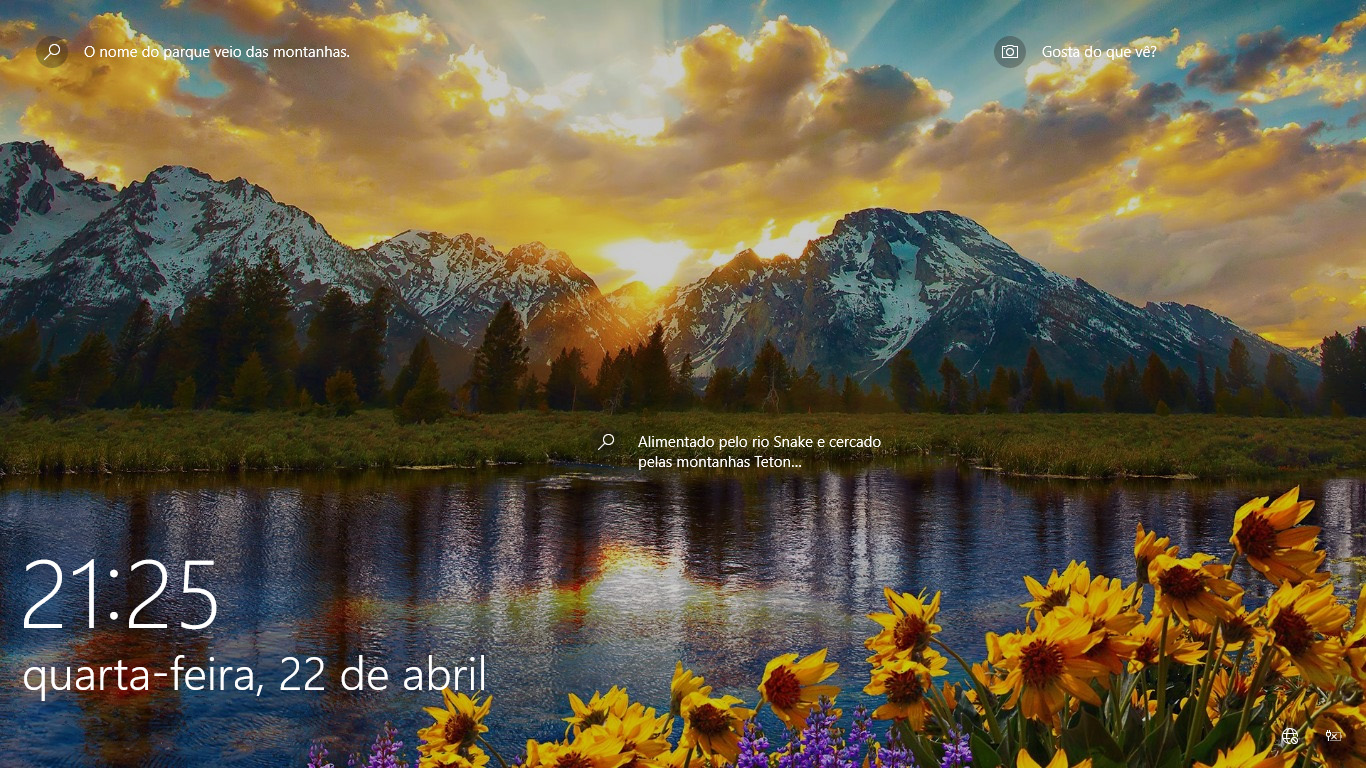 O nome do parque veio das montanhas.
Gosta do que vê?
Alimentado pelo rio Snake e cercado
pelas montanhas Teton...
21:25
quarta-feira, 22 de abril